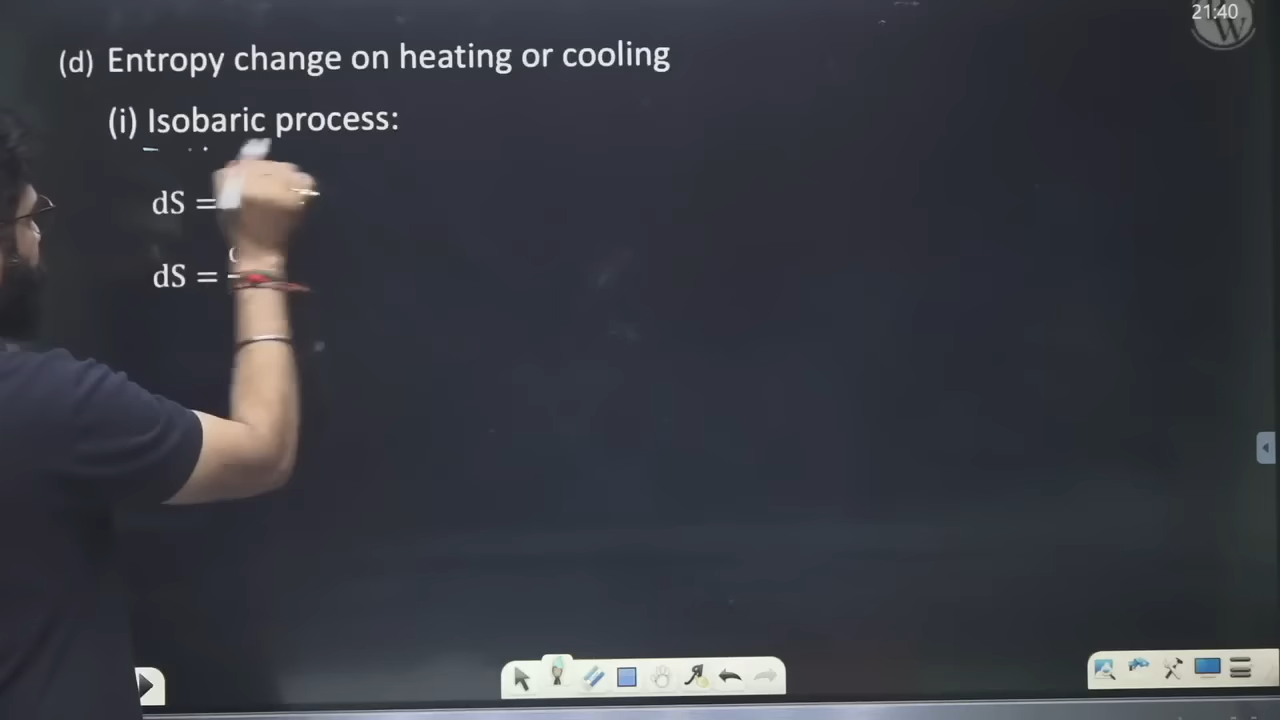 21:40
(d) Entropy change on heating or cooling
(i) Isobaric process:
dS =
dS =